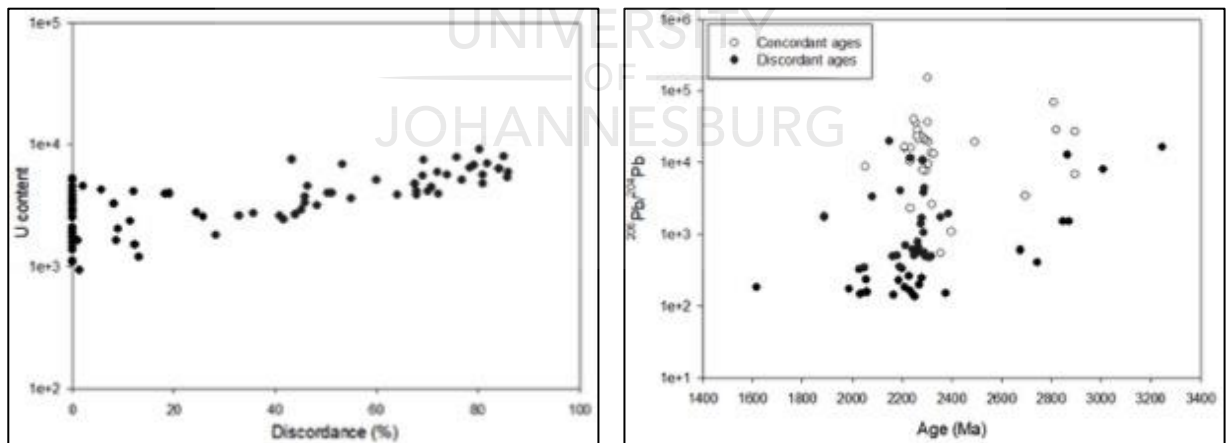 UNIVERSITY
OF
JOHANNESBURG
1e+5
1e+4
1e+3
1e+2
U content
0 20 40 60 80 100
Discordance (%)
1e+6
1e+5
1e+4
1e+3
1e+2
1e+1
²⁰⁶Pb/²⁰⁴Pb
Concordant ages
Discordant ages
1400 1600 1800 2000 2200 2400 2600 2800 3000 3200 3400
Age (Ma)